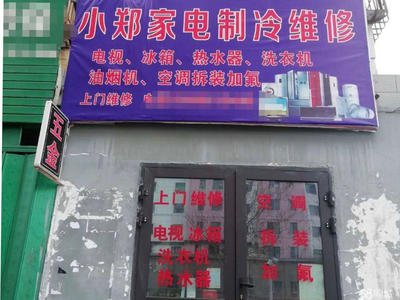 小郑家电制冷维修
电视、冰箱、热水器、洗衣机
油烟机、空调拆装加氟
上门维修
五金
上门维修
电视冰箱
洗衣机
热水器
空调
拆装
加氟